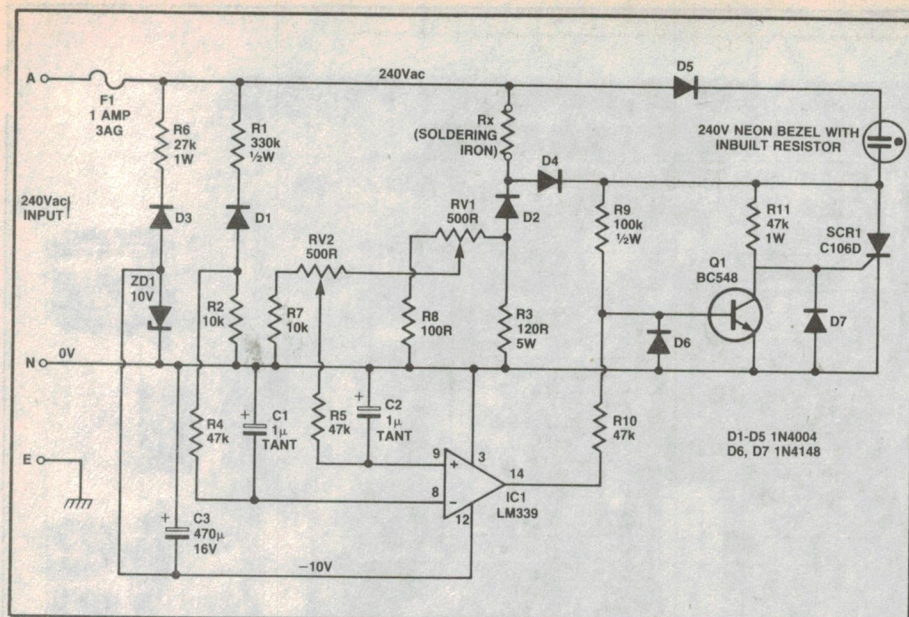 A
F1
1 AMP
3AG
240Vac
D5
R6
27k
1W
R1
330k
½W
Rx
(SOLDERING
IRON)
240V NEON BEZEL WITH
INBUILT RESISTOR
D4
240Vac
INPUT
D3
D1
RV1
500R
D2
R9
100k
½W
R11
47k
1W
SCR1
C106D
RV2
500R
Q1
BC548
ZD1
10V
R2
10k
R7
10k
R8
100R
R3
120R
5W
D6
D7
N
0V
R4
47k
+
C1
1µ
TANT
R5
47k
+
C2
1µ
TANT
R10
47k
D1-D5 1N4004
D6, D7 1N4148
E
9
+
3
14
8
−
IC1
LM339
12
+
C3
470µ
16V
−10V